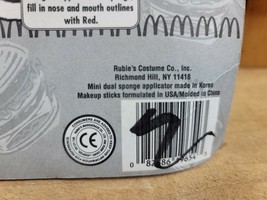 fill in nose and mouth outlines
with Red.
Rubie's Costume Co., Inc.
Richmond Hill, NY 11418
Mini dual sponge applicator made in Korea
Makeup sticks formulated in USA/Molded in China
CE